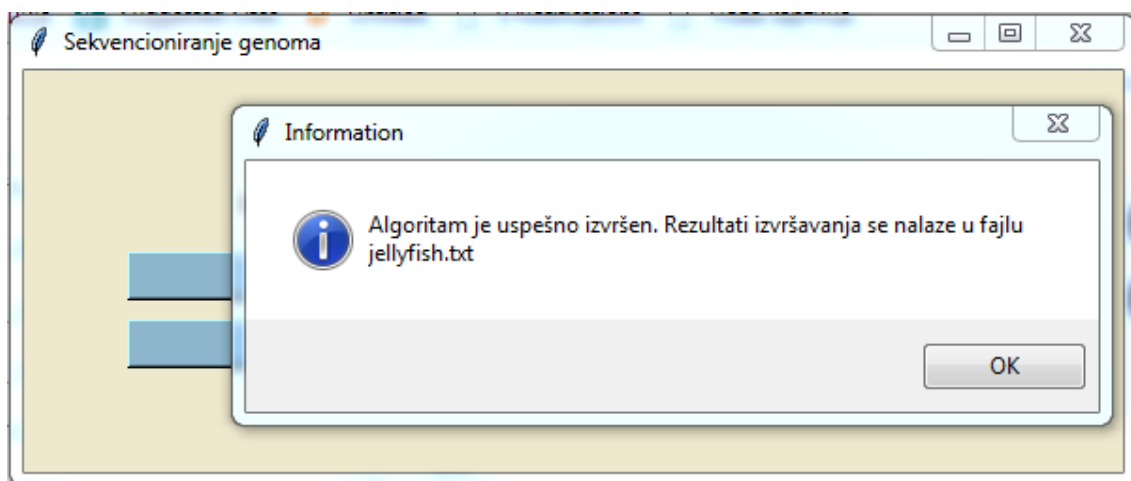 Sekvencioniranje genoma
Information
Algoritam je uspešno izvršen. Rezultati izvršavanja se nalaze u fajlu
jellyfish.txt
OK